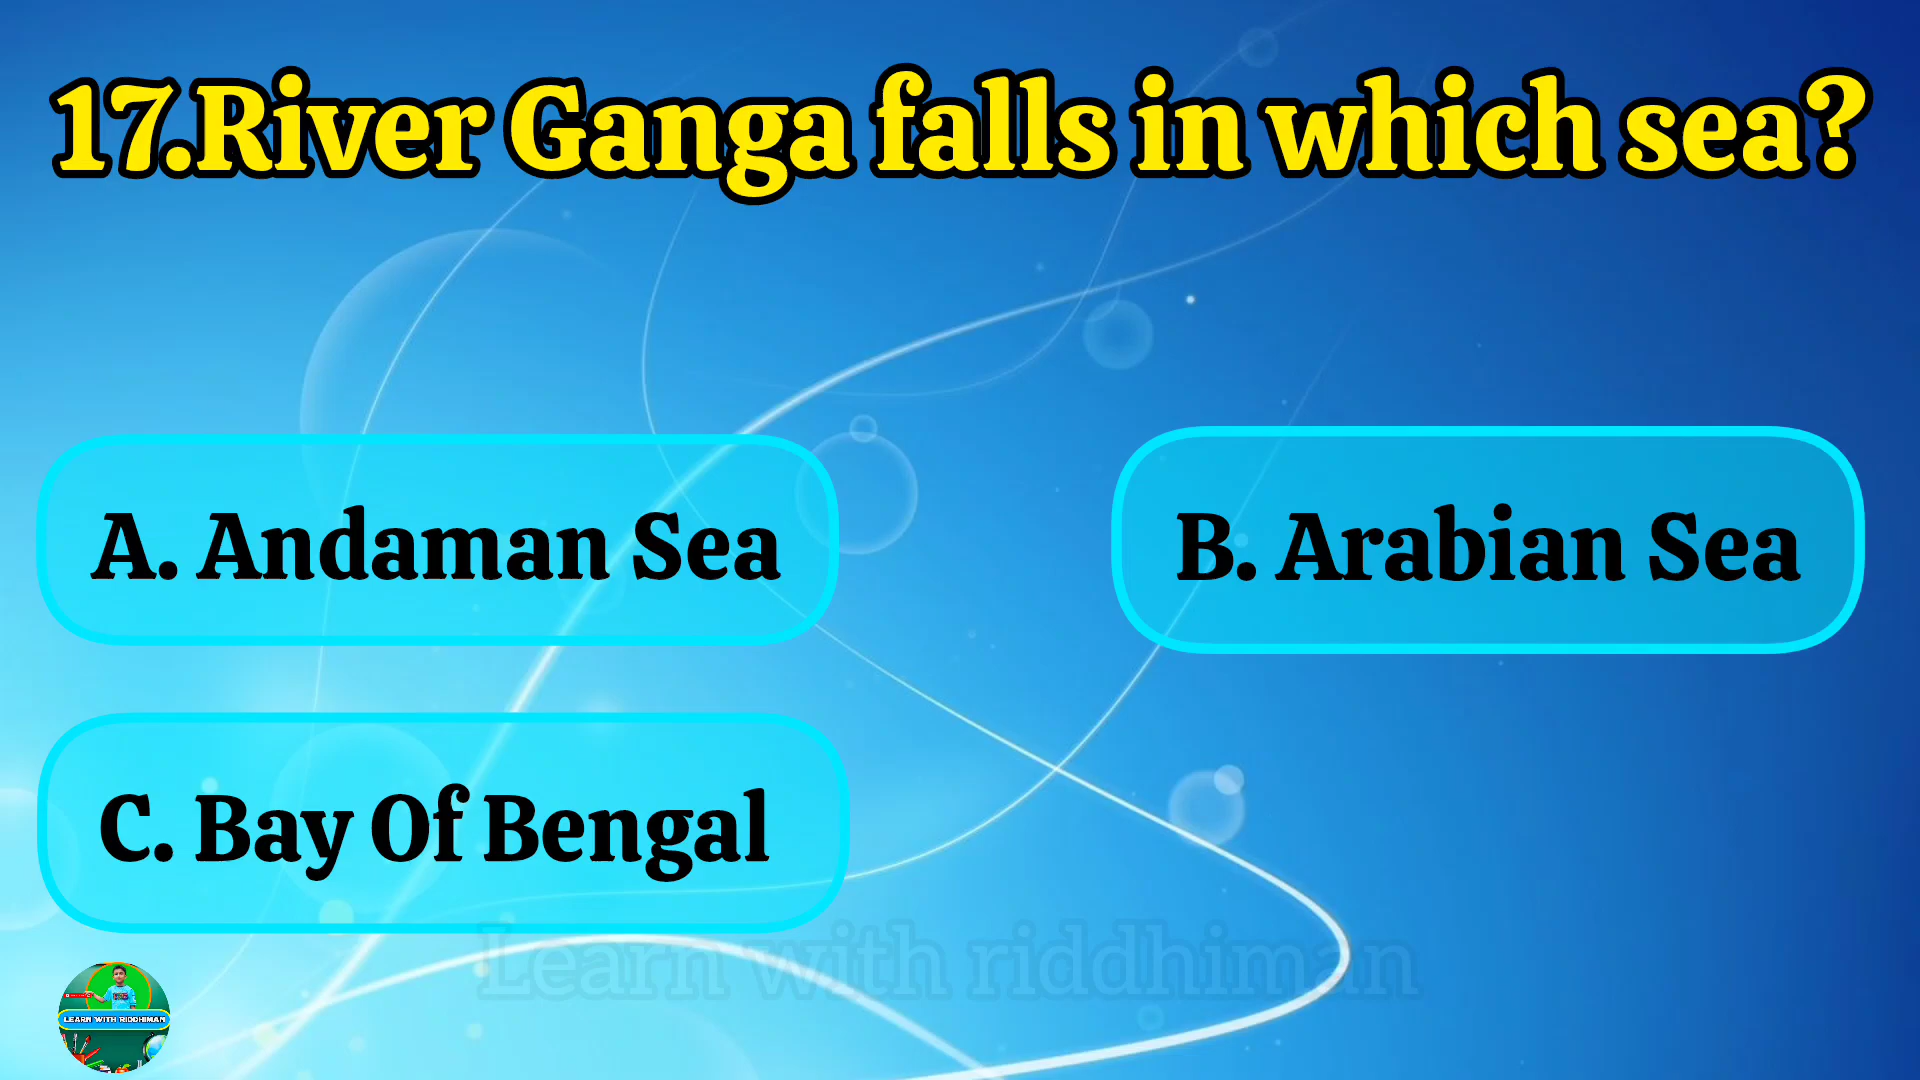 17.River Ganga falls in which sea?
A. Andaman Sea
B. Arabian Sea
C. Bay Of Bengal
Learn with riddhiman
LEARN WITH RIDDHIMAN